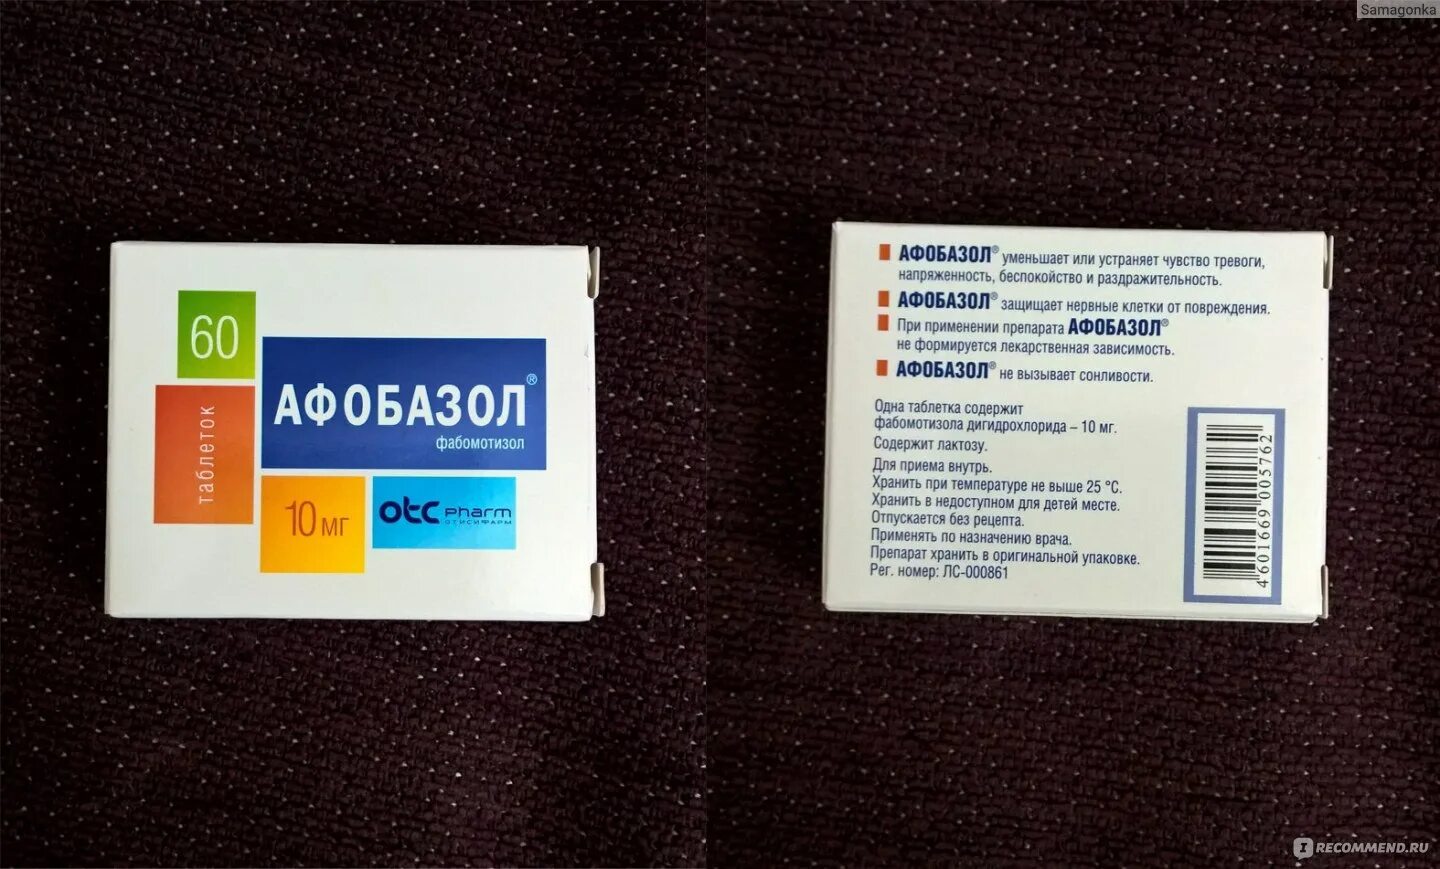 Samagonka
60
таблеток
АФОБАЗОЛ®
фабомотизол
10 мг
otc pharm
ОТИСИФАРМ
АФОБАЗОЛ® уменьшает или устраняет чувство тревоги,
напряженность, беспокойство и раздражительность.
АФОБАЗОЛ® защищает нервные клетки от повреждения.
При применении препарата АФОБАЗОЛ®
не формируется лекарственная зависимость.
АФОБАЗОЛ® не вызывает сонливости.
Одна таблетка содержит
фабомотизола дигидрохлорида – 10 мг.
Содержит лактозу.
Для приема внутрь.
Хранить при температуре не выше 25 °С.
Хранить в недоступном для детей месте.
Отпускается без рецепта.
Применять по назначению врача.
Препарат хранить в оригинальной упаковке.
Рег. номер: ЛС-000861
4 601669 005762
I RECOMMEND.RU